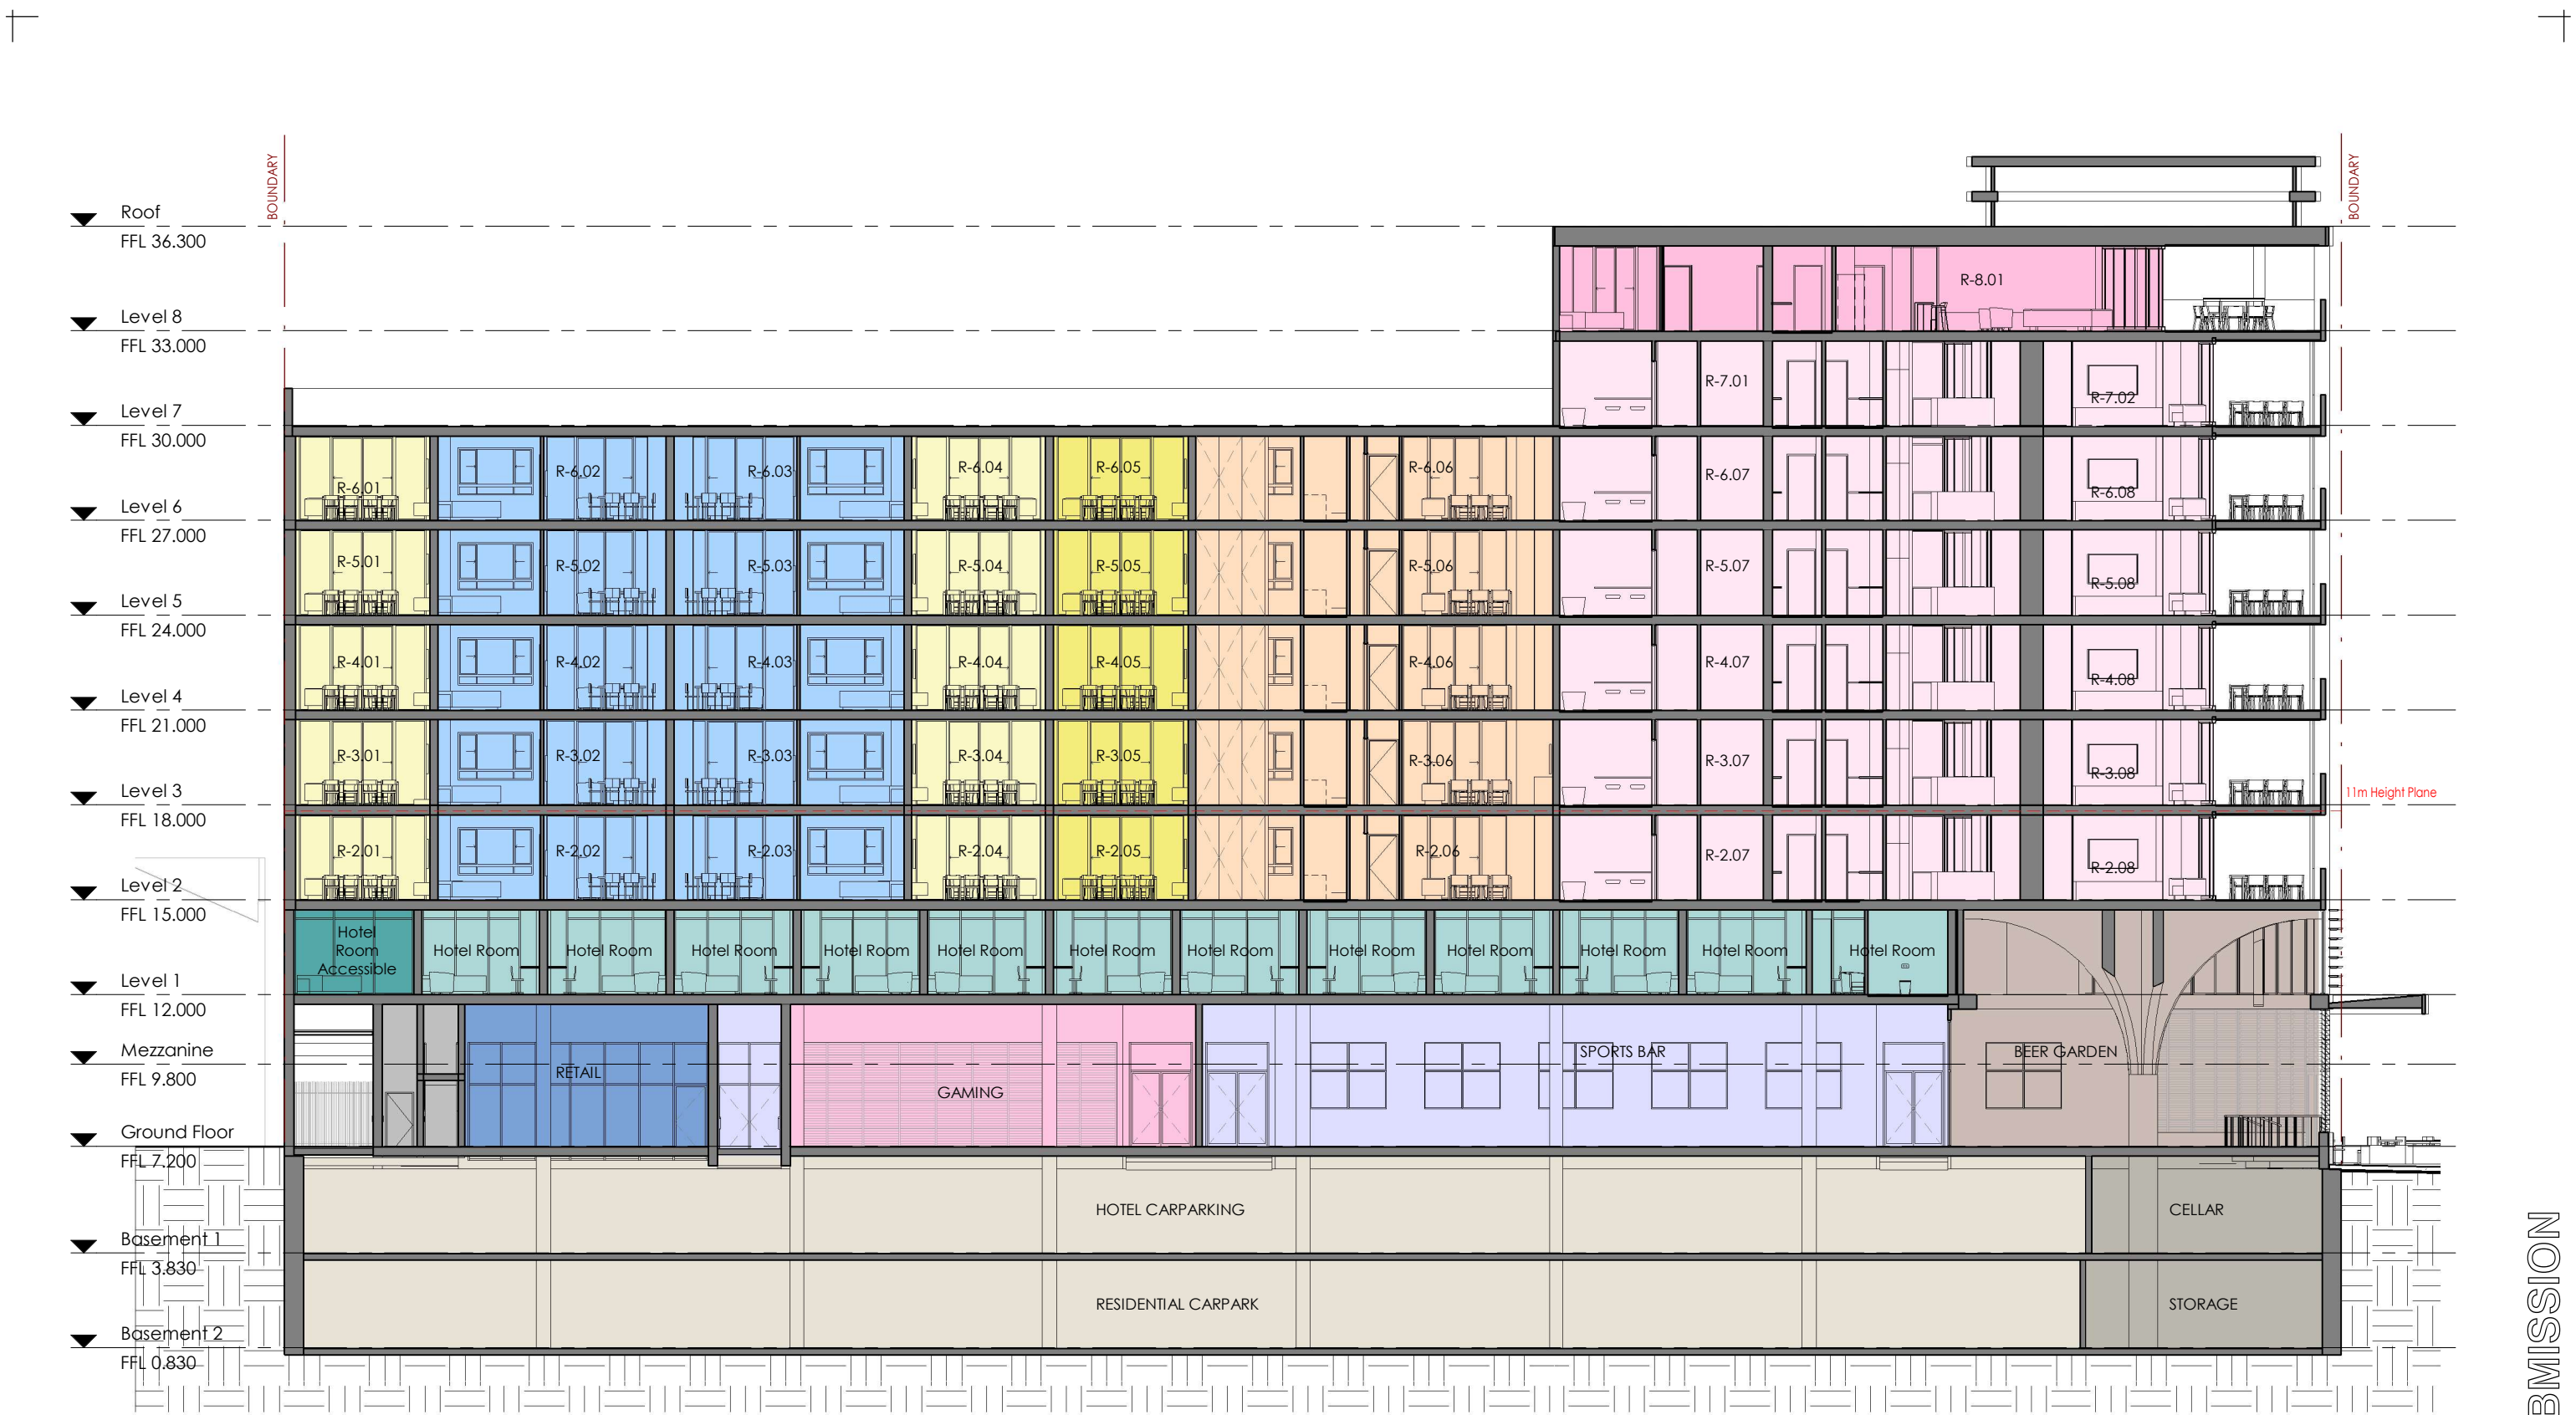 BOUNDARY
BOUNDARY
Roof
FFL 36.300
R-8.01
Level 8
FFL 33.000
R-7.01
R-7.02
Level 7
FFL 30.000
R-6.01
R-6.02
R-6.03
R-6.04
R-6.05
R-6.06
R-6.07
R-6.08
Level 6
FFL 27.000
R-5.01
R-5.02
R-5.03
R-5.04
R-5.05
R-5.06
R-5.07
R-5.08
Level 5
FFL 24.000
R-4.01
R-4.02
R-4.03
R-4.04
R-4.05
R-4.06
R-4.07
R-4.08
Level 4
FFL 21.000
R-3.01
R-3.02
R-3.03
R-3.04
R-3.05
R-3.06
R-3.07
R-3.08
Level 3
11m Height Plane
FFL 18.000
R-2.01
R-2.02
R-2.03
R-2.04
R-2.05
R-2.06
R-2.07
R-2.08
Level 2
FFL 15.000
Hotel
Room
Accessible
Hotel Room
Hotel Room
Hotel Room
Hotel Room
Hotel Room
Hotel Room
Hotel Room
Hotel Room
Hotel Room
Hotel Room
Hotel Room
Hotel Room
Level 1
FFL 12.000
Mezzanine
FFL 9.800
RETAIL
GAMING
SPORTS BAR
BEER GARDEN
Ground Floor
FFL 7.200
HOTEL CARPARKING
CELLAR
Basement 1
FFL 3.830
RESIDENTIAL CARPARK
STORAGE
Basement 2
FFL 0.830
BMISSION